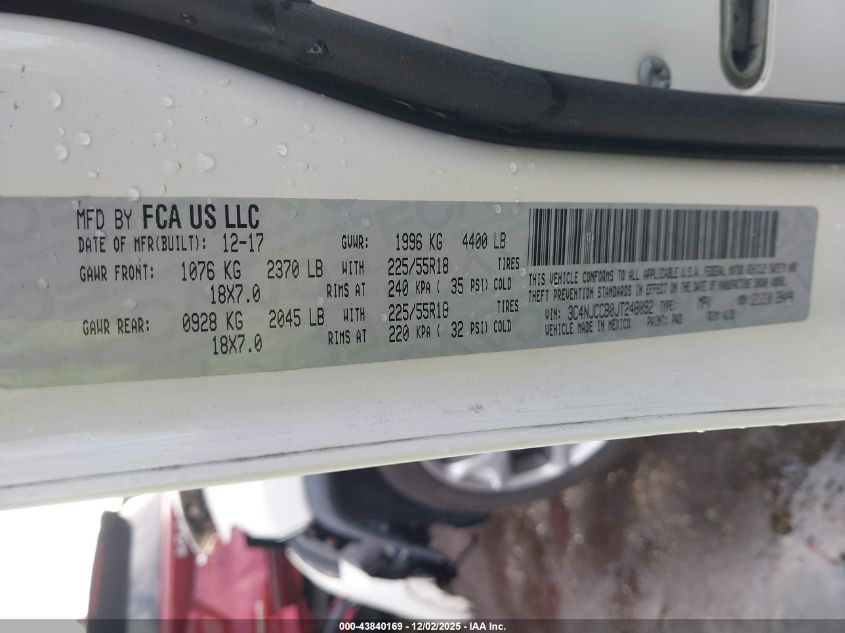 MFD BY FCA US LLC
DATE OF MFR(BUILT): 12-17 GVWR: 1996 KG 4400 LB
GAWR FRONT: 1076 KG 2370 LB WITH 225/55R18 TIRES
18X7.0 RIMS AT 240 KPA ( 35 PSI) COLD
GAWR REAR: 0928 KG 2045 LB WITH 225/55R18 TIRES
18X7.0 RIMS AT 220 KPA ( 32 PSI) COLD
THIS VEHICLE CONFORMS TO ALL APPLICABLE U.S.A. FEDERAL MOTOR VEHICLE SAFETY AND
THEFT PREVENTION STANDARDS IN EFFECT ON THE DATE OF MANUFACTURE SHOWN ABOVE.
VIN: 3C4NJCCB0JT248092 TYPE: MPV
VEHICLE MADE IN MEXICO PAINT: TRIM:
000-43840169 - 12/02/2025 - IAA Inc.